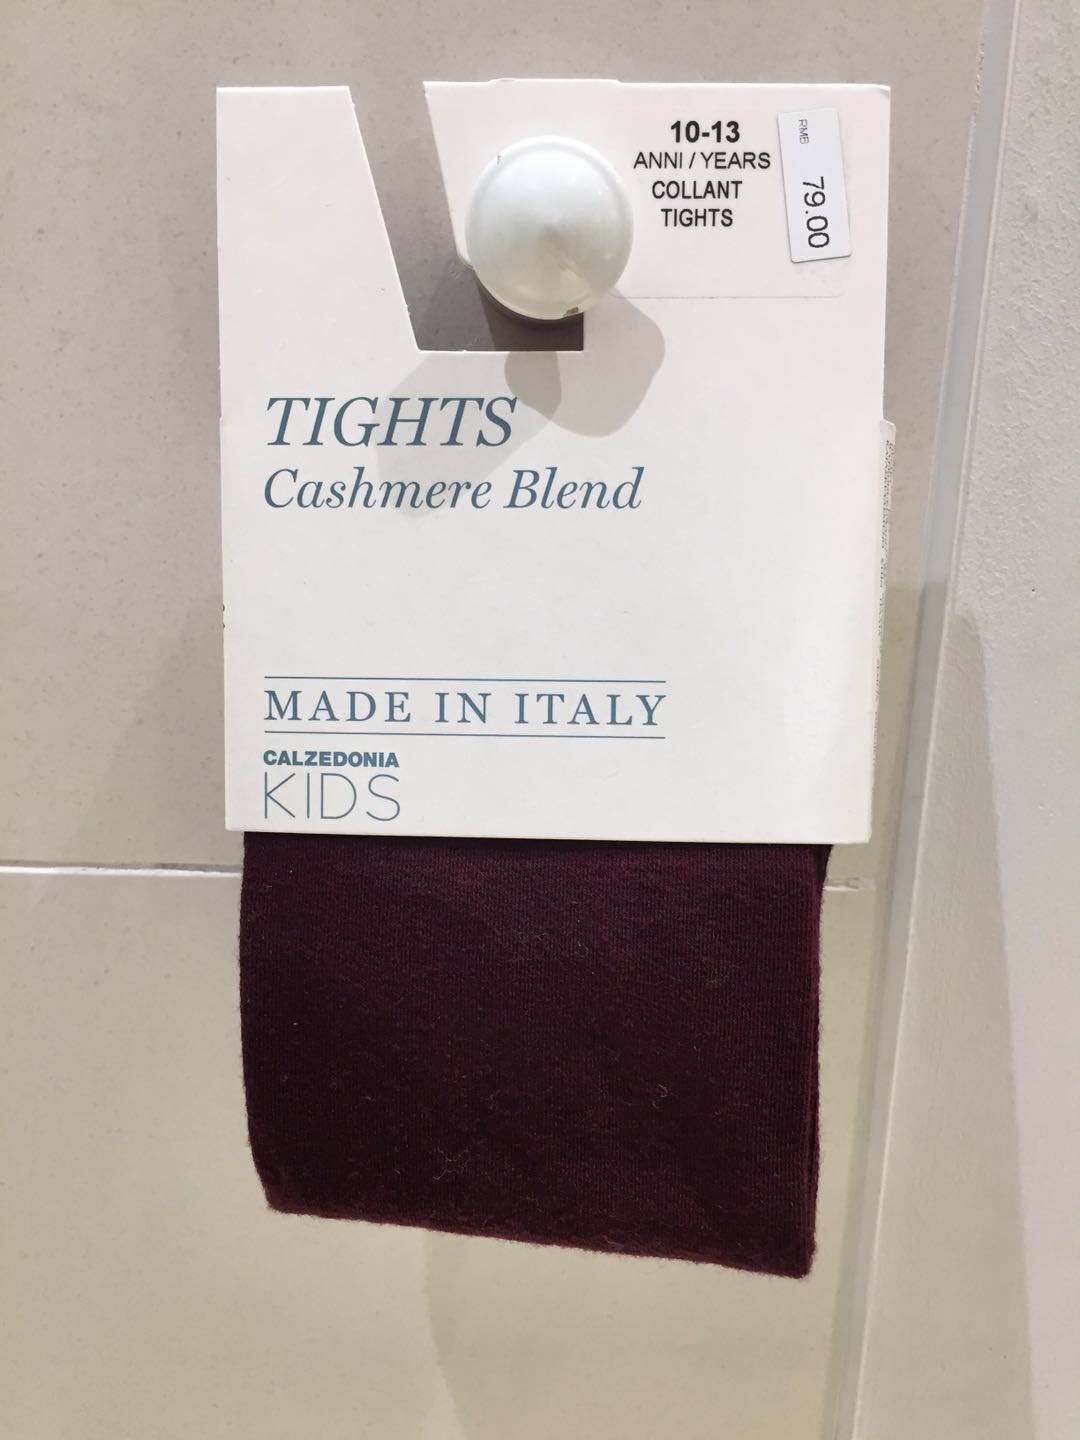 10-13
ANNI / YEARS
COLLANT
TIGHTS
RMB
79.00
TIGHTS
Cashmere Blend
MADE IN ITALY
CALZEDONIA
KIDS